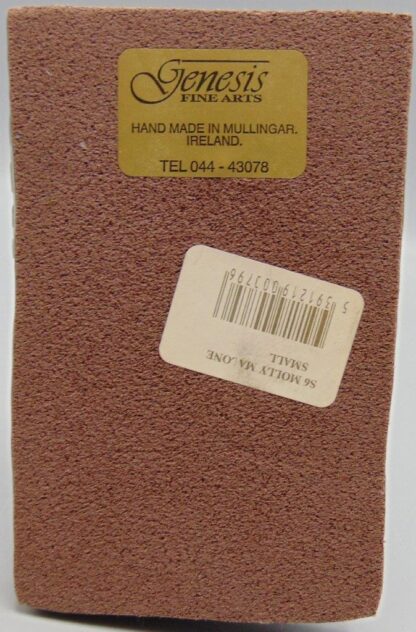 Genesis
FINE ARTS
HAND MADE IN MULLINGAR.
IRELAND.
TEL 044 - 43078
S6 MOLLY MALONE
SMALL
5 391219 003796